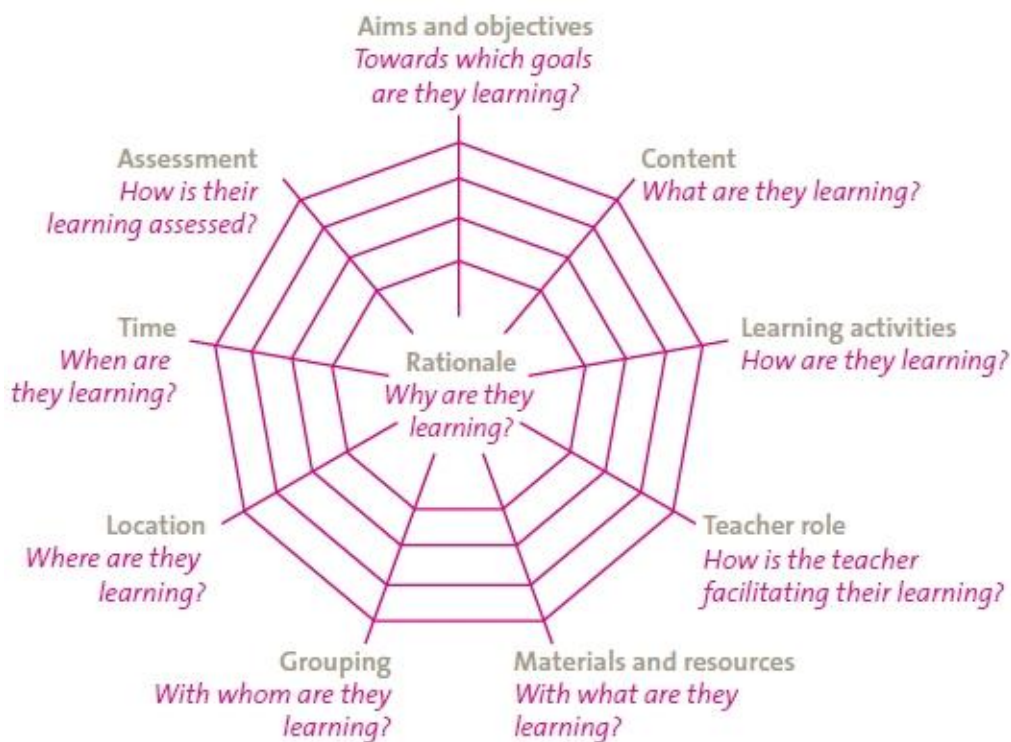 Aims and objectives
Towards which goals
are they learning?
Assessment
How is their
learning assessed?
Content
What are they learning?
Time
When are
they learning?
Rationale
Why are they
learning?
Learning activities
How are they learning?
Location
Where are they
learning?
Teacher role
How is the teacher
facilitating their learning?
Grouping
With whom are they
learning?
Materials and resources
With what are they
learning?